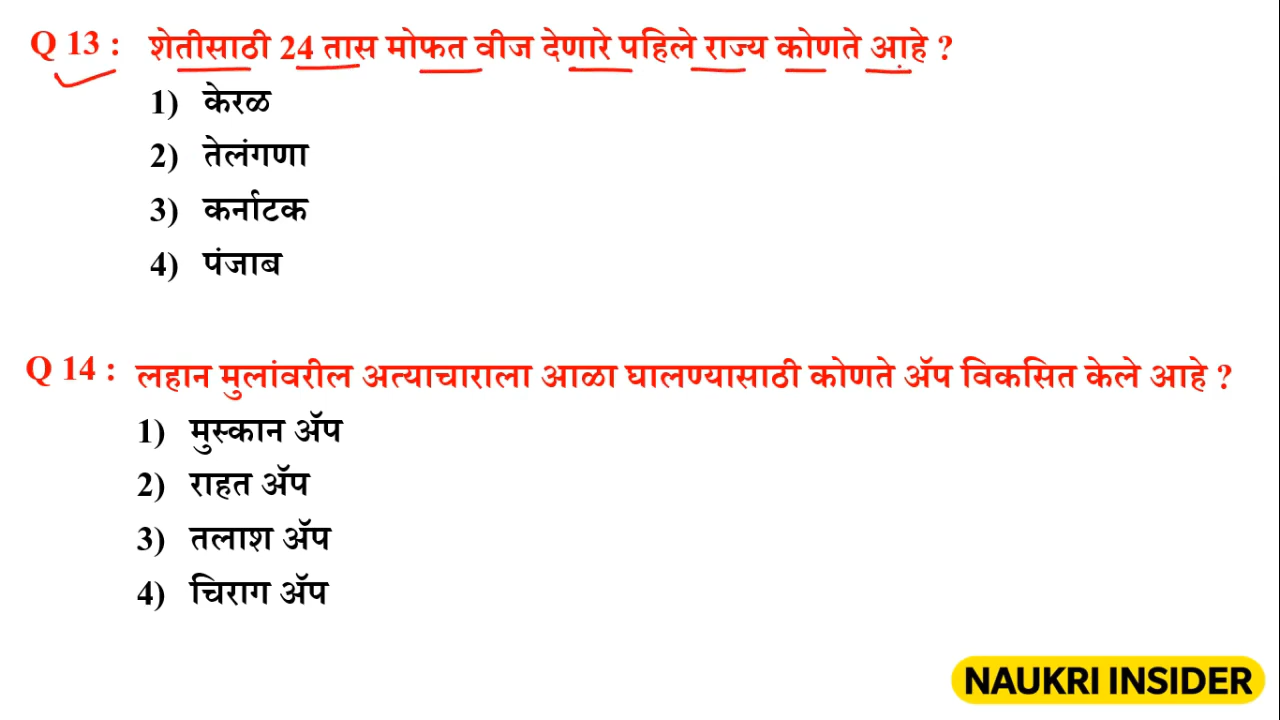 Q 13 : शेतीसाठी 24 तास मोफत वीज देणारे पहिले राज्य कोणते आहे ?
1) केरळ
2) तेलंगणा
3) कर्नाटक
4) पंजाब
Q 14 : लहान मुलांवरील अत्याचाराला आळा घालण्यासाठी कोणते ॲप विकसित केले आहे ?
1) मुस्कान ॲप
2) राहत ॲप
3) तलाश ॲप
4) चिराग ॲप
NAUKRI INSIDER